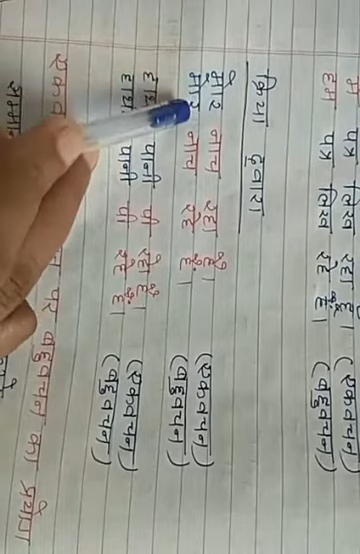 पत्र लिख रहा हूँ। (एकवचन)
हम पत्र लिख रहे हैं। (बहुवचन)
क्रिया द्वारा
मोर नाच रहा है। (एकवचन)
मोर नाच रहे हैं। (बहुवचन)
पानी पी रहा है। (एकवचन)
पानी पी रहे हैं। (बहुवचन)
पर बहुवचन का प्रयोग